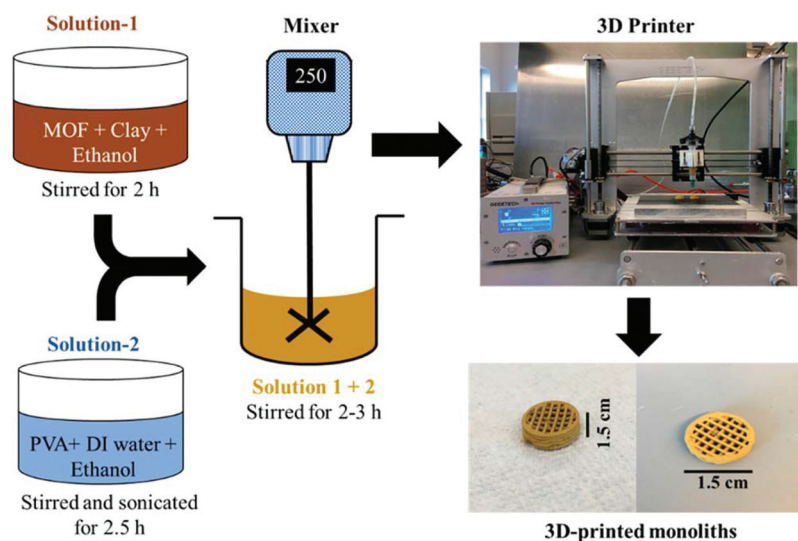 Solution-1
MOF + Clay +
Ethanol
Stirred for 2 h
Solution-2
PVA+ DI water +
Ethanol
Stirred and sonicated
for 2.5 h
Mixer
250
Solution 1 + 2
Stirred for 2-3 h
3D Printer
GEEETECH
1.5 cm
1.5 cm
3D-printed monoliths